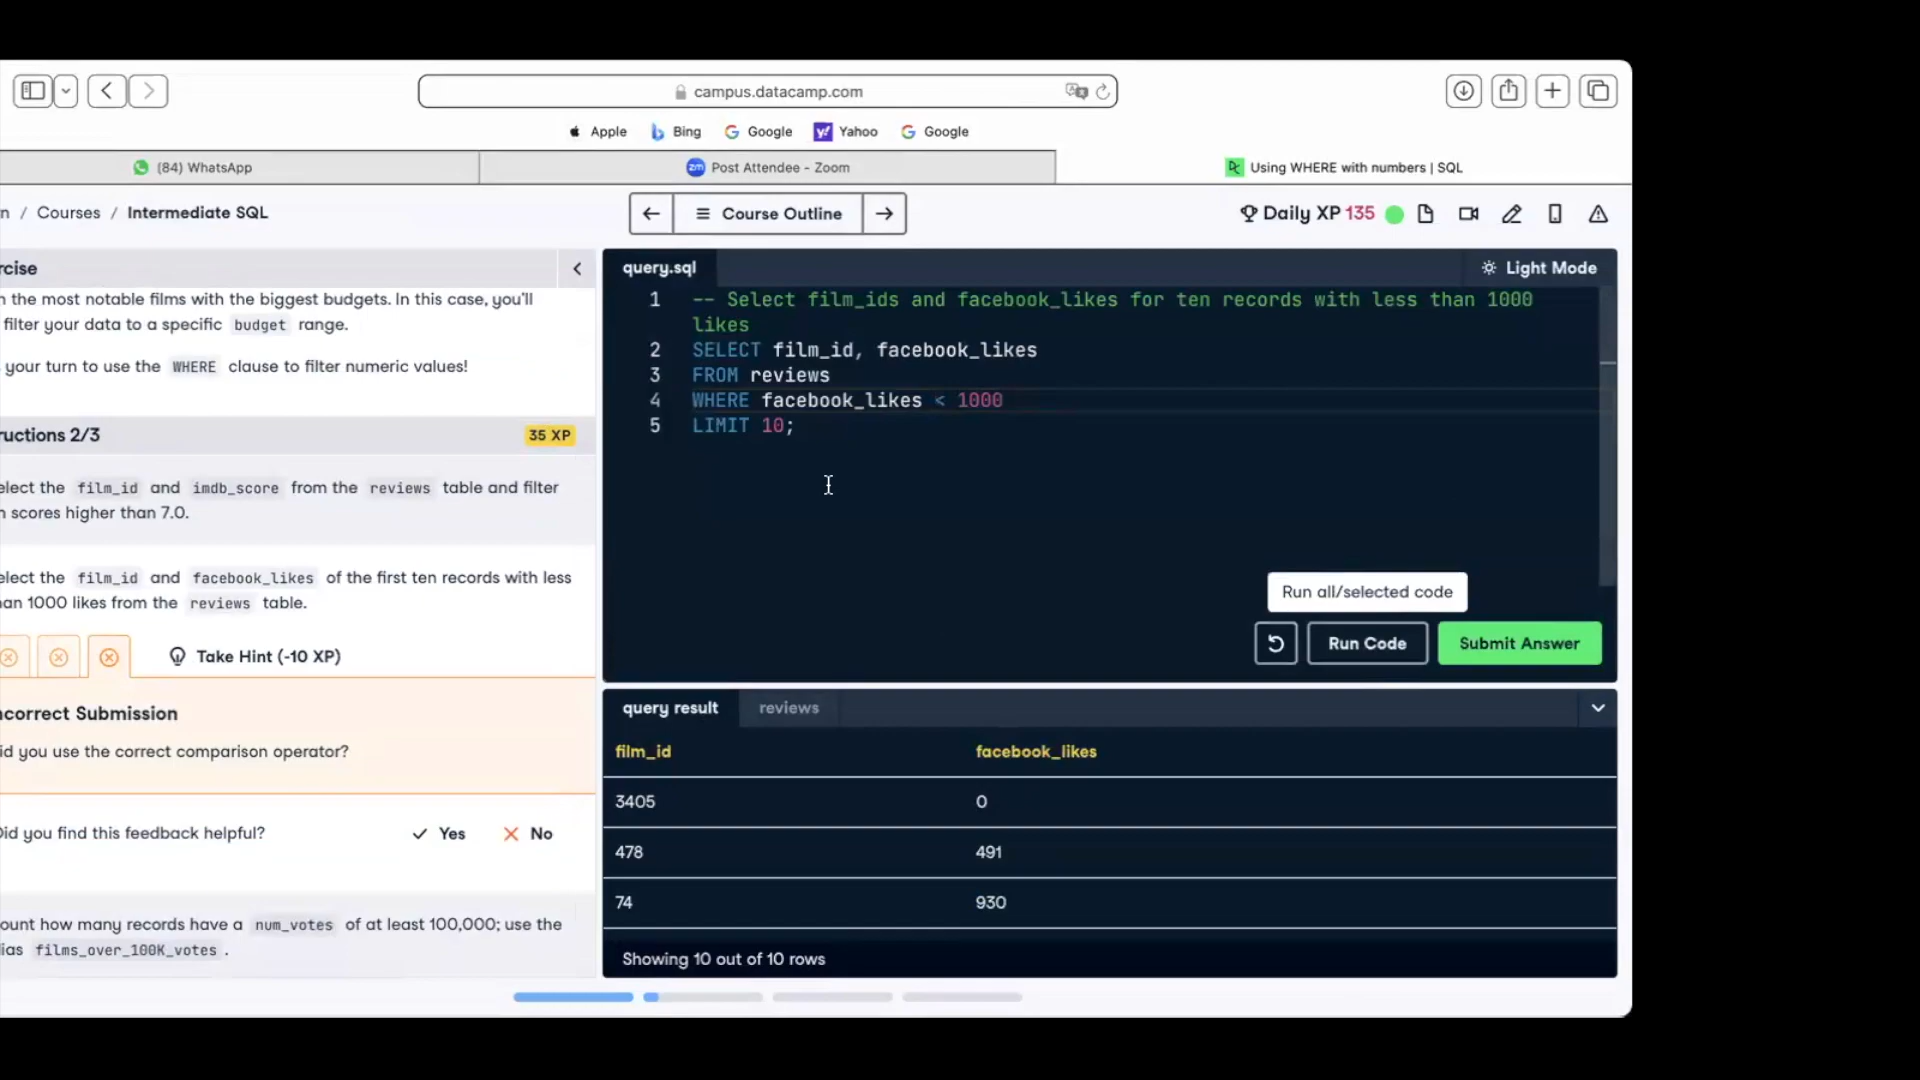 campus.datacamp.com
Apple Bing Google Yahoo Google
(84) WhatsApp
Post Attendee - Zoom
Using WHERE with numbers | SQL
n / Courses / Intermediate SQL
Course Outline
Daily XP 135
rcise
n the most notable films with the biggest budgets. In this case, you'll
filter your data to a specific budget range.
your turn to use the WHERE clause to filter numeric values!
ructions 2/3
35 XP
elect the film_id and imdb_score from the reviews table and filter
n scores higher than 7.0.
elect the film_id and facebook_likes of the first ten records with less
an 1000 likes from the reviews table.
Take Hint (-10 XP)
ncorrect Submission
id you use the correct comparison operator?
Did you find this feedback helpful?
Yes
No
ount how many records have a num_votes of at least 100,000; use the
ias films_over_100K_votes .
query.sql
Light Mode
1 -- Select film_ids and facebook_likes for ten records with less than 1000
likes
2 SELECT film_id, facebook_likes
3 FROM reviews
4 WHERE facebook_likes < 1000
5 LIMIT 10;
Run all/selected code
Run Code
Submit Answer
query result
reviews
film_id facebook_likes
3405 0
478 491
74 930
Showing 10 out of 10 rows